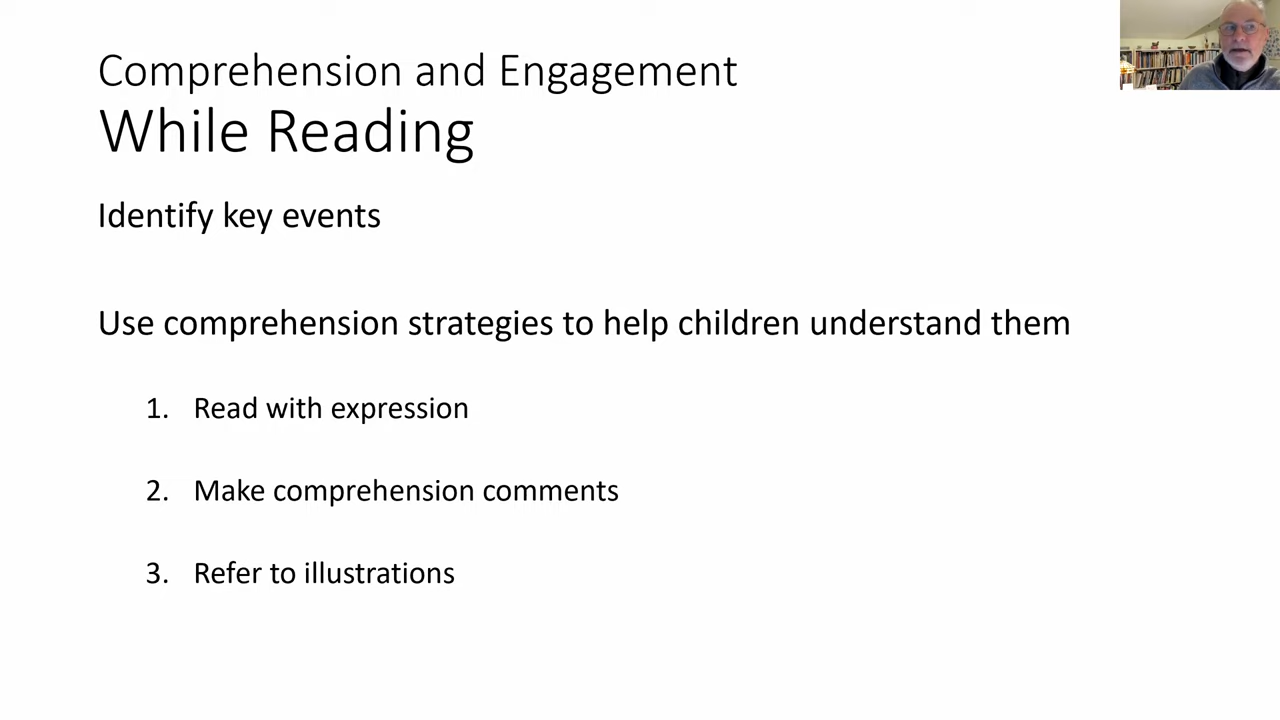 Comprehension and Engagement
While Reading
Identify key events
Use comprehension strategies to help children understand them
1. Read with expression
2. Make comprehension comments
3. Refer to illustrations